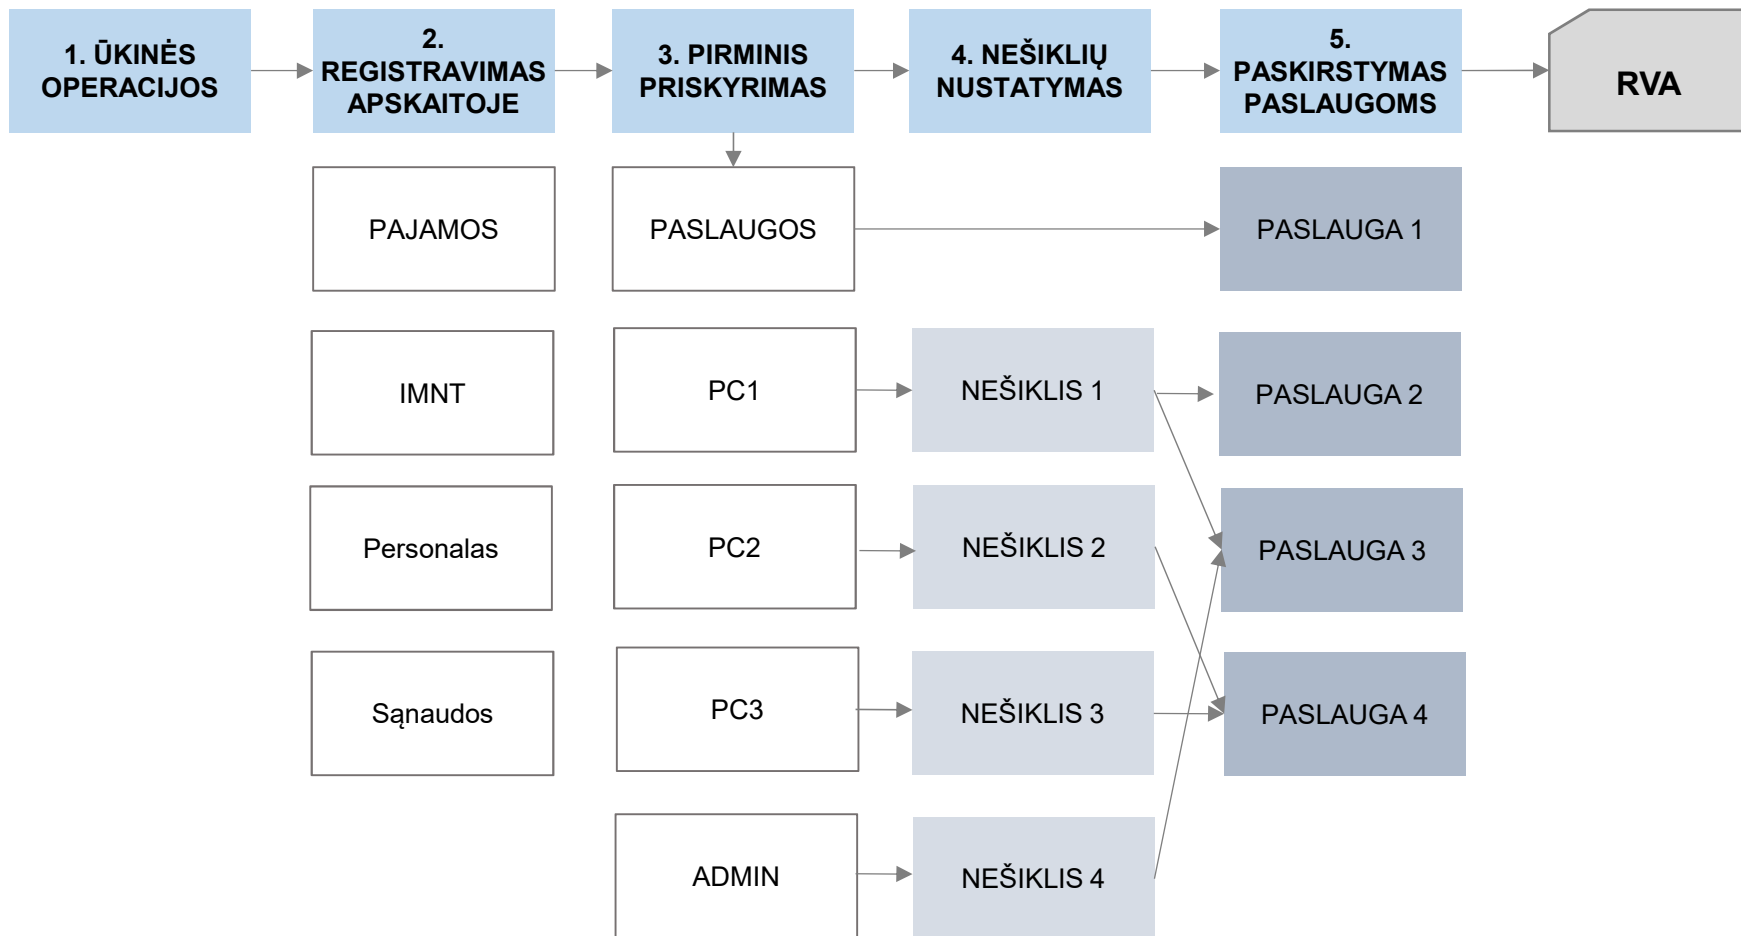 1. ŪKINĖS
OPERACIJOS
2.
REGISTRAVIMAS
APSKAITOJE
3. PIRMINIS
PRISKYRIMAS
4. NEŠIKLIŲ
NUSTATYMAS
5.
PASKIRSTYMAS
PASLAUGOMS
RVA
PAJAMOS
PASLAUGOS
PASLAUGA 1
IMNT
PC1
NEŠIKLIS 1
PASLAUGA 2
Personalas
PC2
NEŠIKLIS 2
PASLAUGA 3
Sąnaudos
PC3
NEŠIKLIS 3
PASLAUGA 4
ADMIN
NEŠIKLIS 4